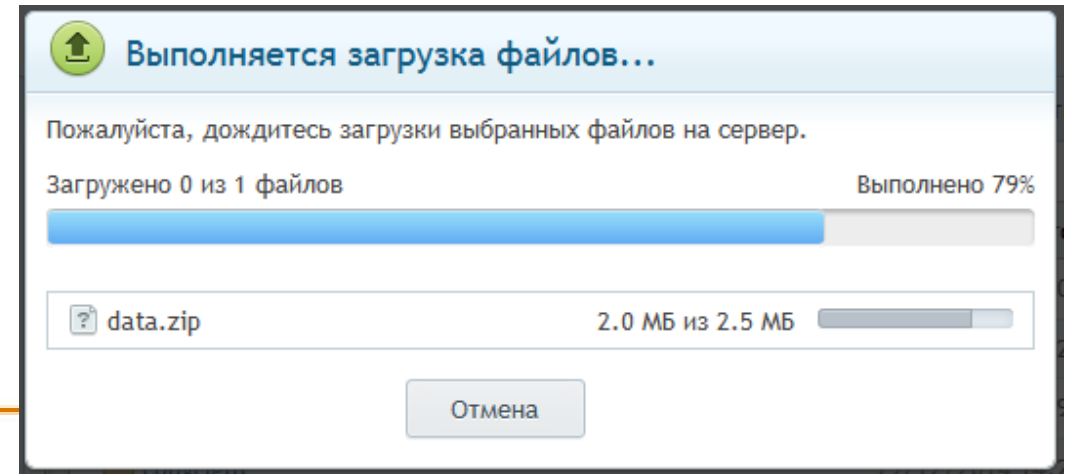 Выполняется загрузка файлов...
Пожалуйста, дождитесь загрузки выбранных файлов на сервер.
Загружено 0 из 1 файлов Выполнено 79%
data.zip 2.0 МБ из 2.5 МБ
Отмена